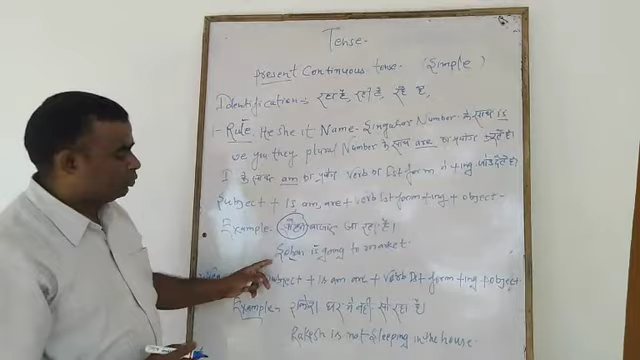 Tense-
Present Continuous tense- (Simple)
Identification :- रहा है, रही है, रहे है,
1- Rule- He she it Name- Singular Number के साथ is
we you they plural Number के साथ are का प्रयोग करते है।
I के साथ am का प्रयोग verb का Ist form में +ing जोड़ देते है।
Subject + is am are + verb Ist form + ing + object-
Example- सोहन बाजार जा रहा है।
Sohan is going to market-
Subject + is am are + verb Ist form + ing + object
Example- राकेश घर में नही सो रहा है।
Rakesh is not sleeping in the house-